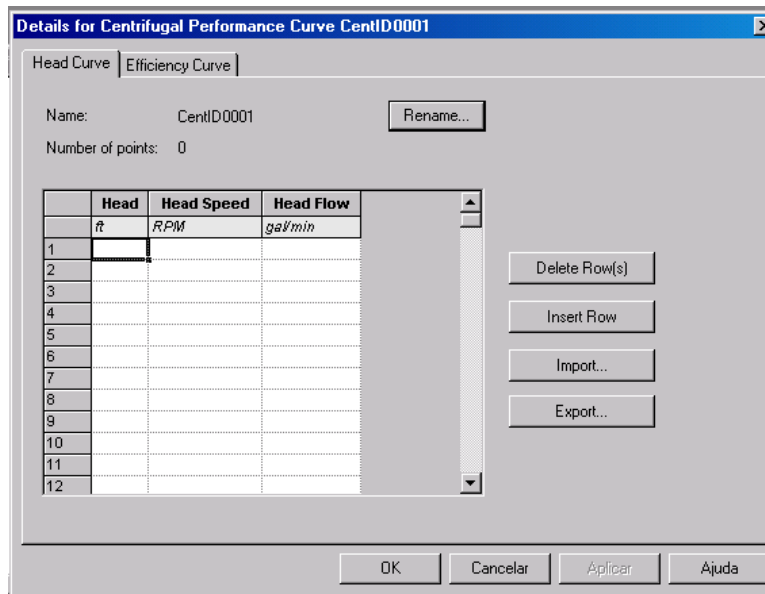 Details for Centrifugal Performance Curve CentID0001
Head Curve Efficiency Curve
Name: CentID0001 Rename...
Number of points: 0
Head Head Speed Head Flow
ft RPM gal/min
1
2
3
4
5
6
7
8
9
10
11
12
Delete Row(s)
Insert Row
Import...
Export...
OK Cancelar Aplicar Ajuda